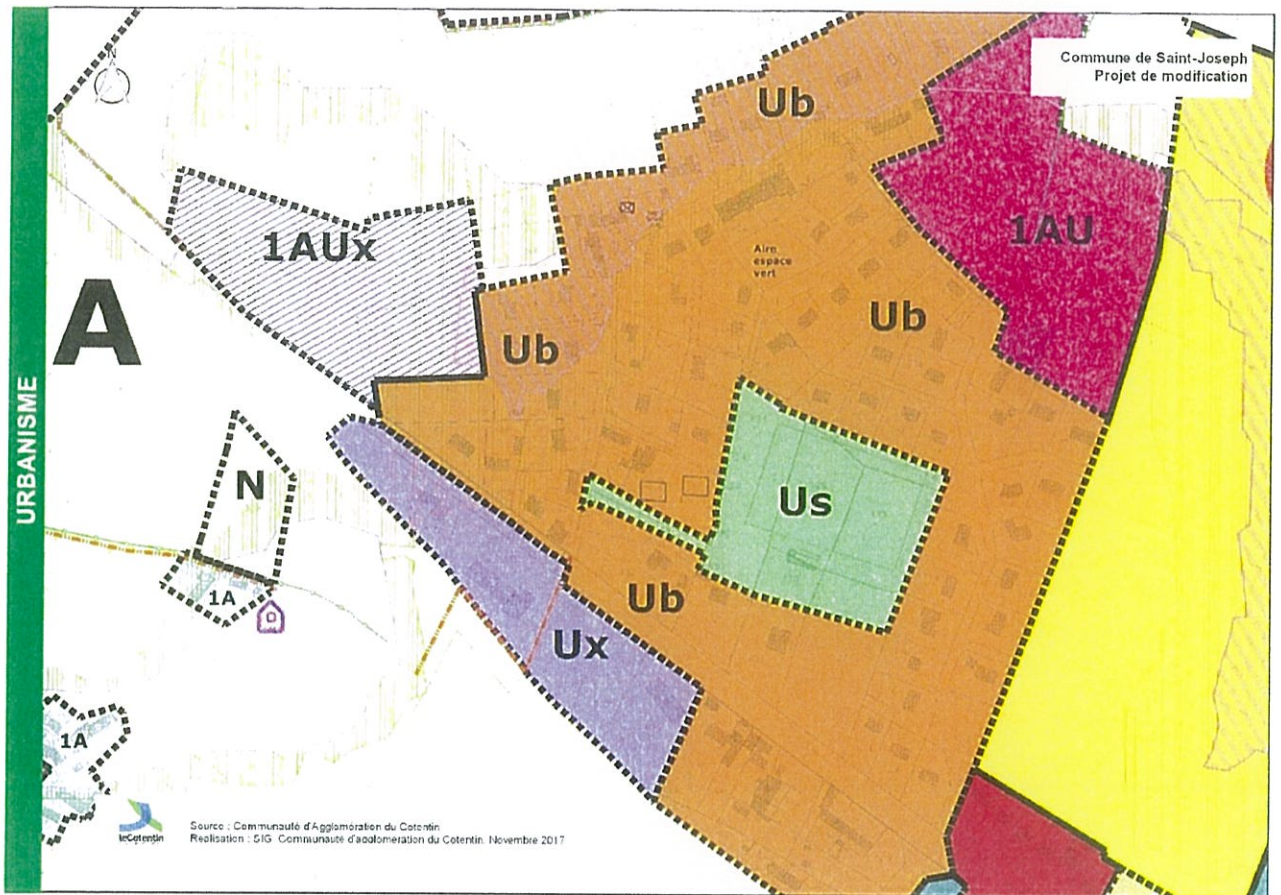 URBANISME
Commune de Saint-Joseph
Projet de modification
N
Ub
1AUx
1AU
Aire
espace
vert
A
Ub
Ub
N
Us
1A
Ub
Ux
1A
leCotentin
Source : Communauté d'Agglomération du Cotentin
Realisation : SIG Communauté d'agglomération du Cotentin. Novembre 2017